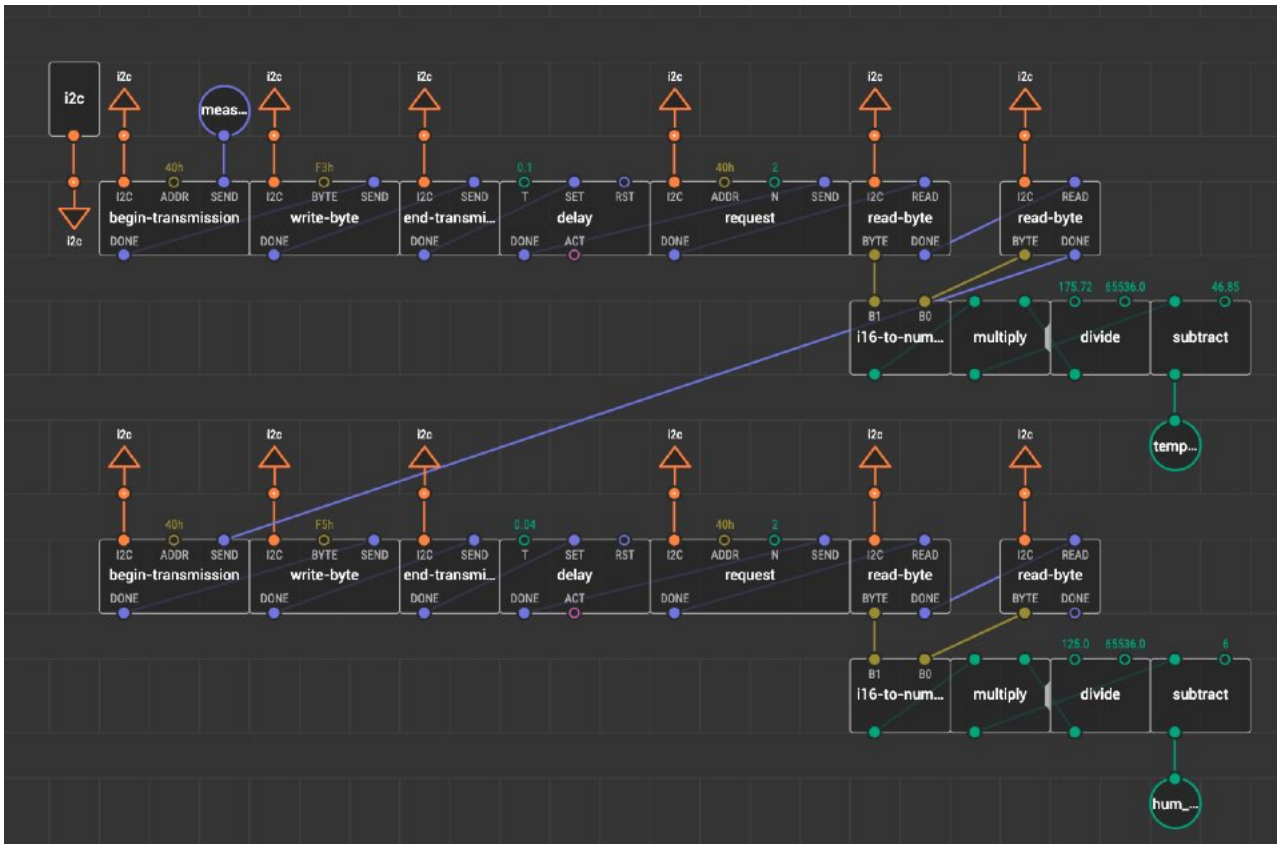 i2c i2c i2c i2c i2c i2c
i2c
meas...
40h F3h 0.1 40h 2
I2C ADDR SEND I2C BYTE SEND I2C SEND T SET RST I2C ADDR N SEND I2C READ I2C READ
begin-transmission write-byte end-transmi... delay request read-byte read-byte
i2c
DONE DONE DONE DONE ACT DONE BYTE DONE BYTE DONE
175.72 65536.0 46.85
B1 B0
i16-to-num... multiply divide subtract
i2c i2c i2c i2c i2c i2c
temp...
40h F5h 0.04 40h 2
I2C ADDR SEND I2C BYTE SEND I2C SEND T SET RST I2C ADDR N SEND I2C READ I2C READ
begin-transmission write-byte end-transmi... delay request read-byte read-byte
DONE DONE DONE DONE ACT DONE BYTE DONE BYTE DONE
125.0 65536.0 6
B1 B0
i16-to-num... multiply divide subtract
hum_...